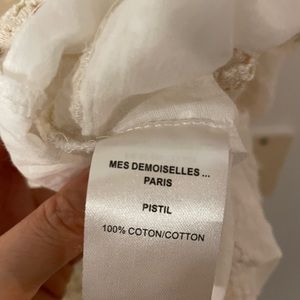 MES DEMOISELLES ...
PARIS
PISTIL
100% COTON/COTTON